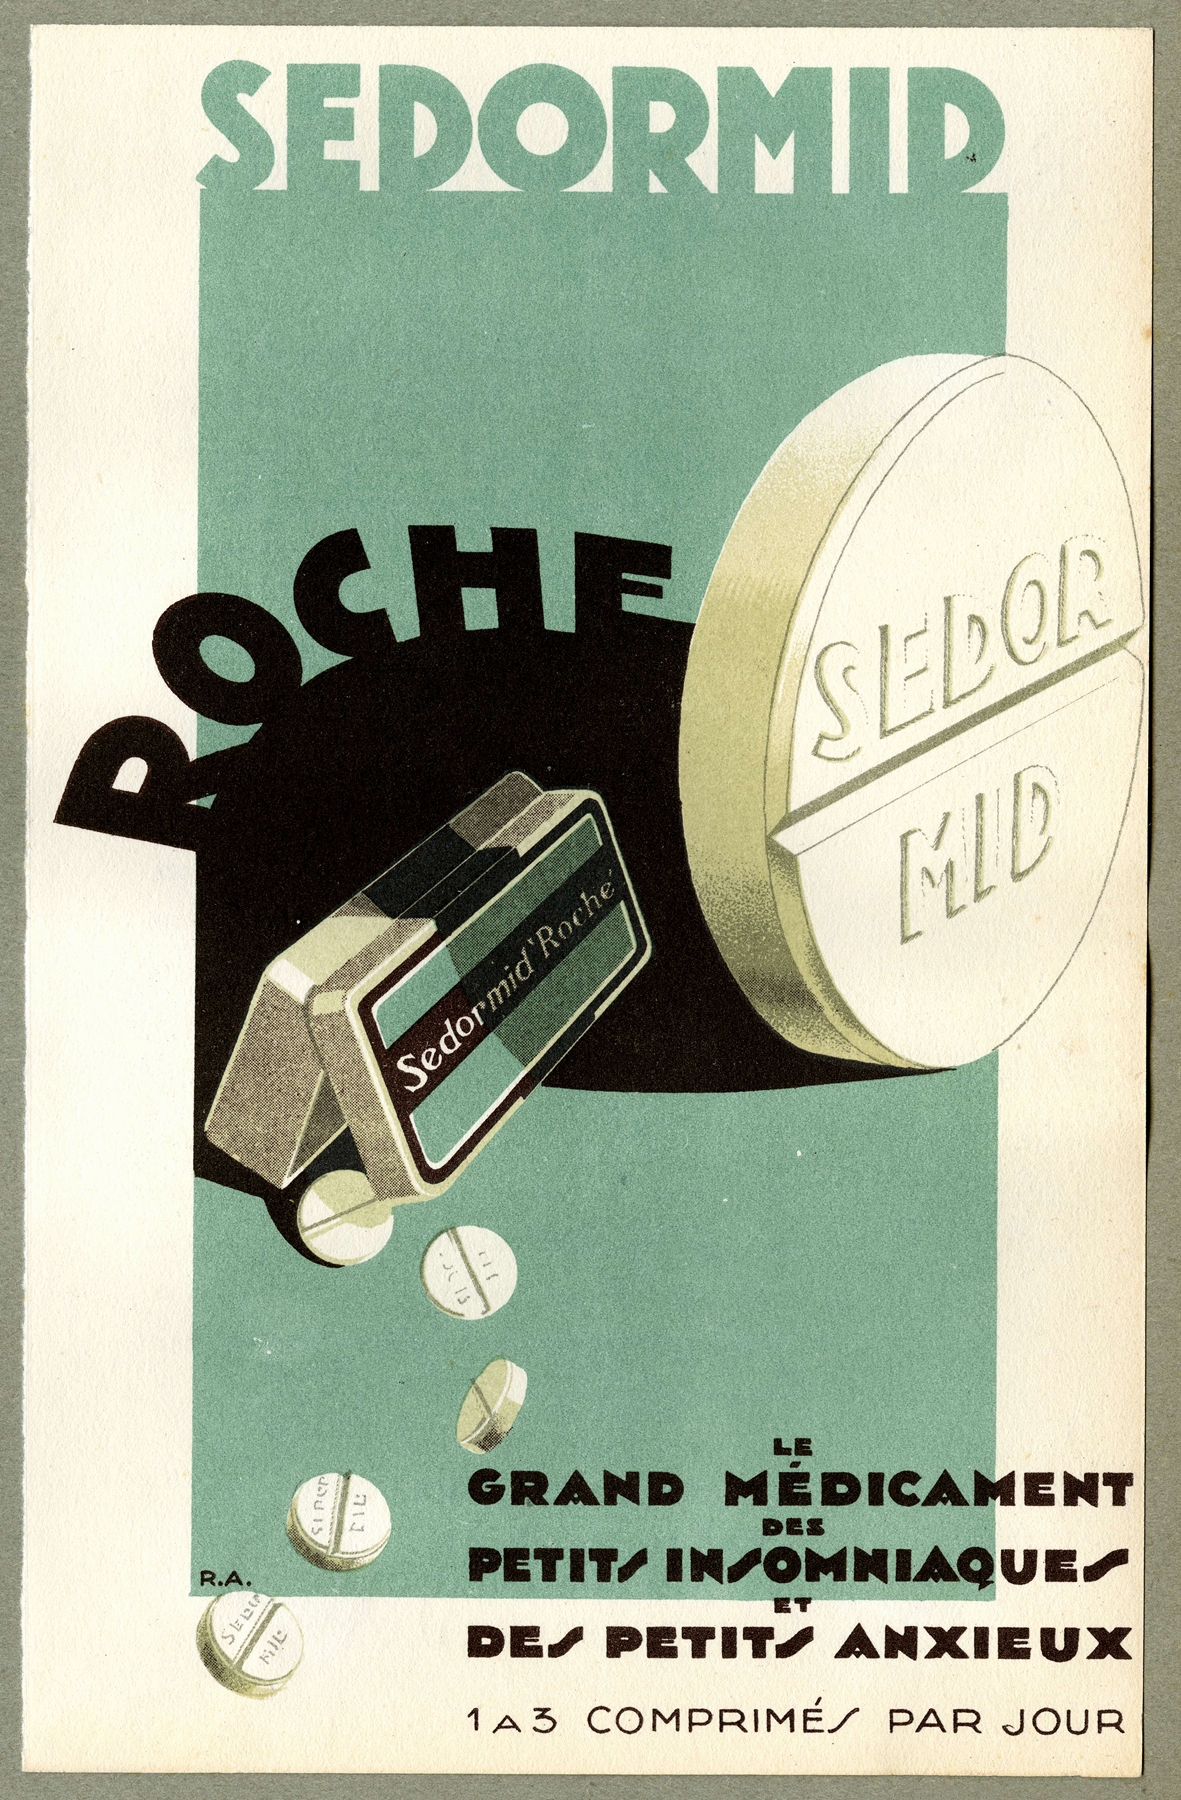 SEDORMID
ROCHE
SEDOR
MID
Sedormid 'Roche'
LE
GRAND MÉDICAMENT
DES
PETITS INSOMNIAQUES
ET
DES PETITS ANXIEUX
R.A.
1 A 3 COMPRIMÉS PAR JOUR